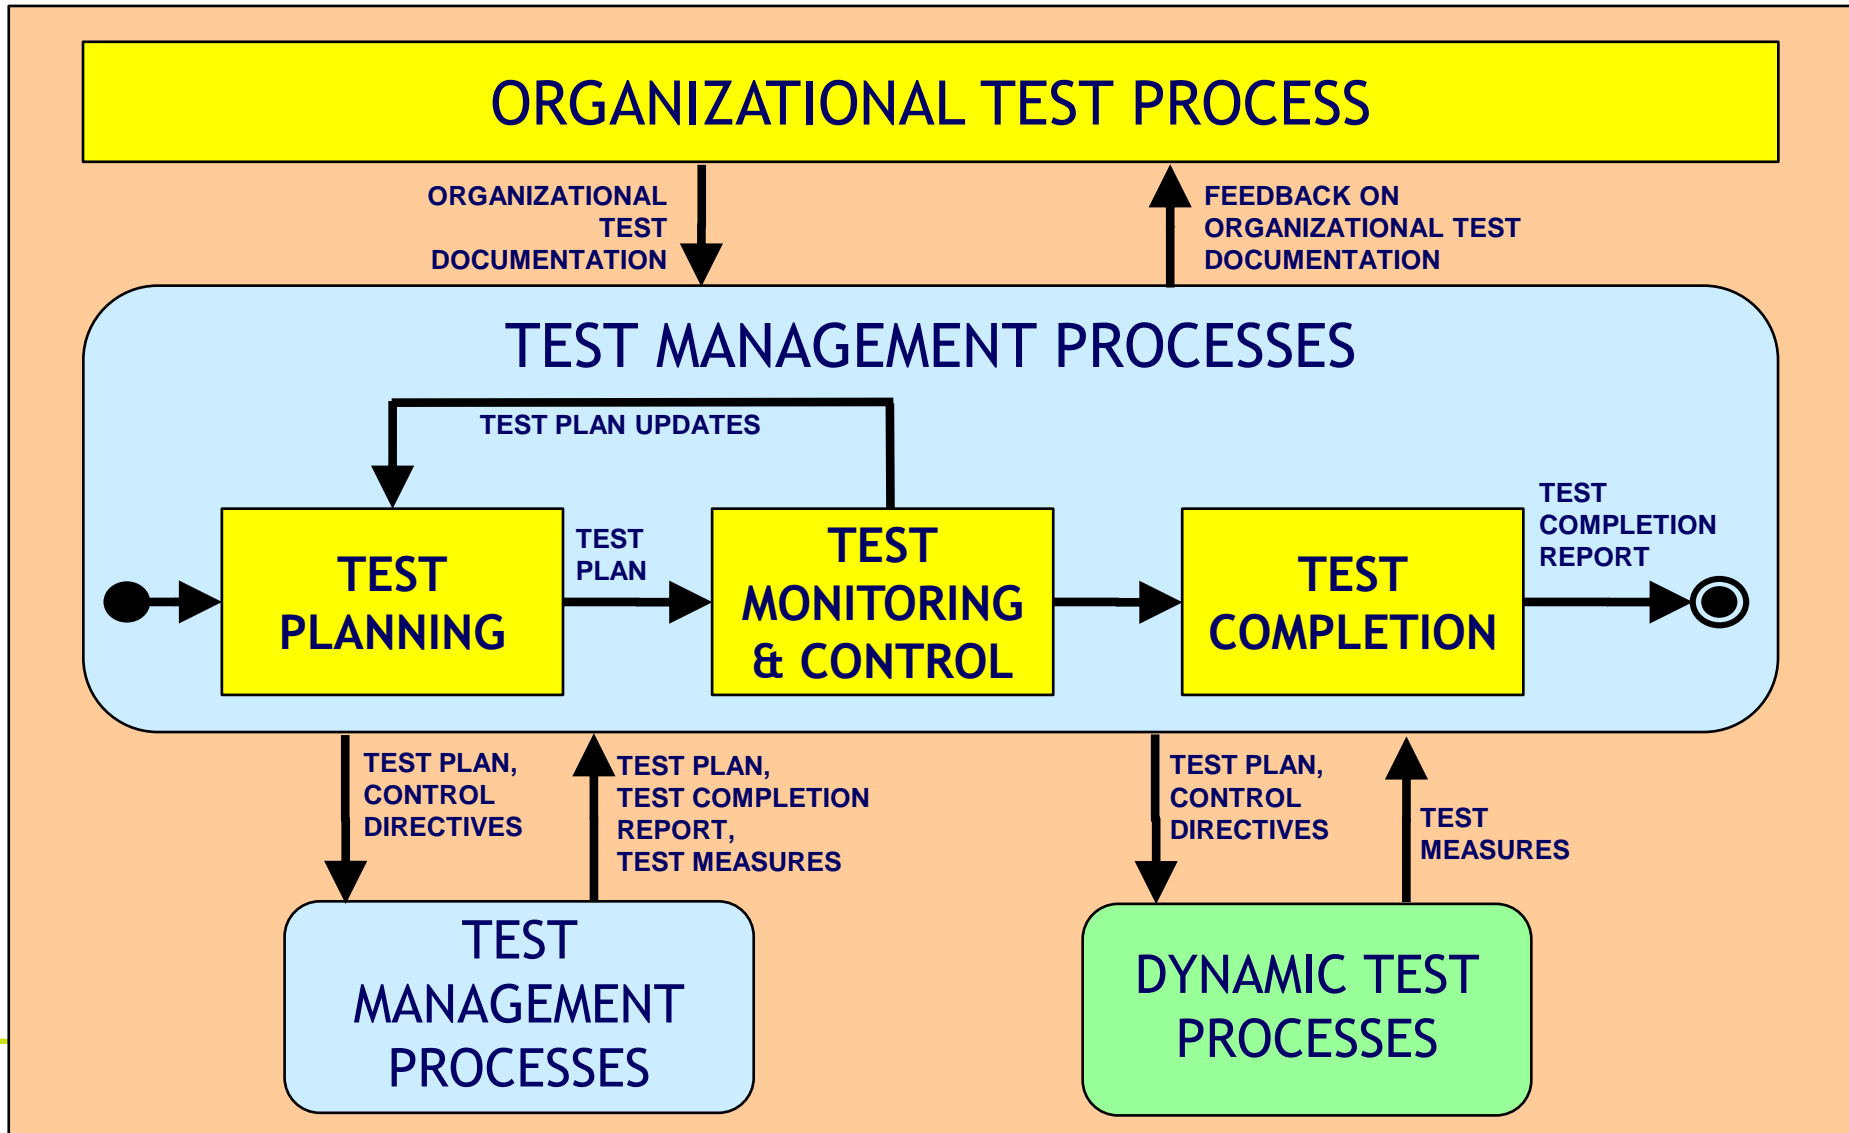 ORGANIZATIONAL TEST PROCESS
ORGANIZATIONAL
TEST
DOCUMENTATION
FEEDBACK ON
ORGANIZATIONAL TEST
DOCUMENTATION
TEST MANAGEMENT PROCESSES
TEST PLAN UPDATES
TEST
PLANNING
TEST
PLAN
TEST
MONITORING
& CONTROL
TEST
COMPLETION
TEST
COMPLETION
REPORT
TEST PLAN,
CONTROL
DIRECTIVES
TEST PLAN,
TEST COMPLETION
REPORT,
TEST MEASURES
TEST PLAN,
CONTROL
DIRECTIVES
TEST
MEASURES
TEST
MANAGEMENT
PROCESSES
DYNAMIC TEST
PROCESSES